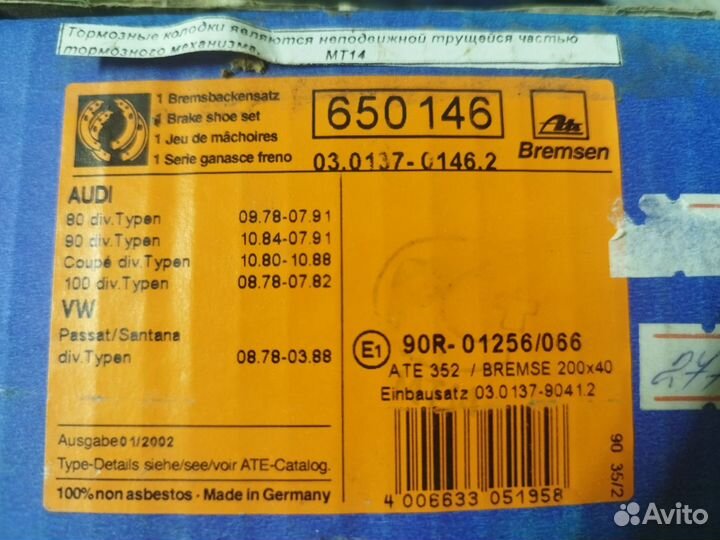 Тормозные колодки являются неподвижной трущейся частью
тормозного механизма.
МТ14
1 Bremsbackensatz
1 Brake shoe set
1 Jeu de mâchoires
1 Serie ganasce freno
650146
03.0137-0146.2
Ate
Bremsen
AUDI
80 div.Typen 09.78-07.91
90 div.Typen 10.84-07.91
Coupé div.Typen 10.80-10.88
100 div.Typen 08.78-07.82
VW
Passat/Santana
div.Typen 08.78-03.88
E1 90R-01256/066
ATE 352 / BREMSE 200x40
Einbausatz 03.0137-9041.2
Ausgabe 01/2002
Type-Details siehe/see/voir ATE-Catalog.
100% non asbestos · Made in Germany
4 006633 051958
90 35/2
Avito